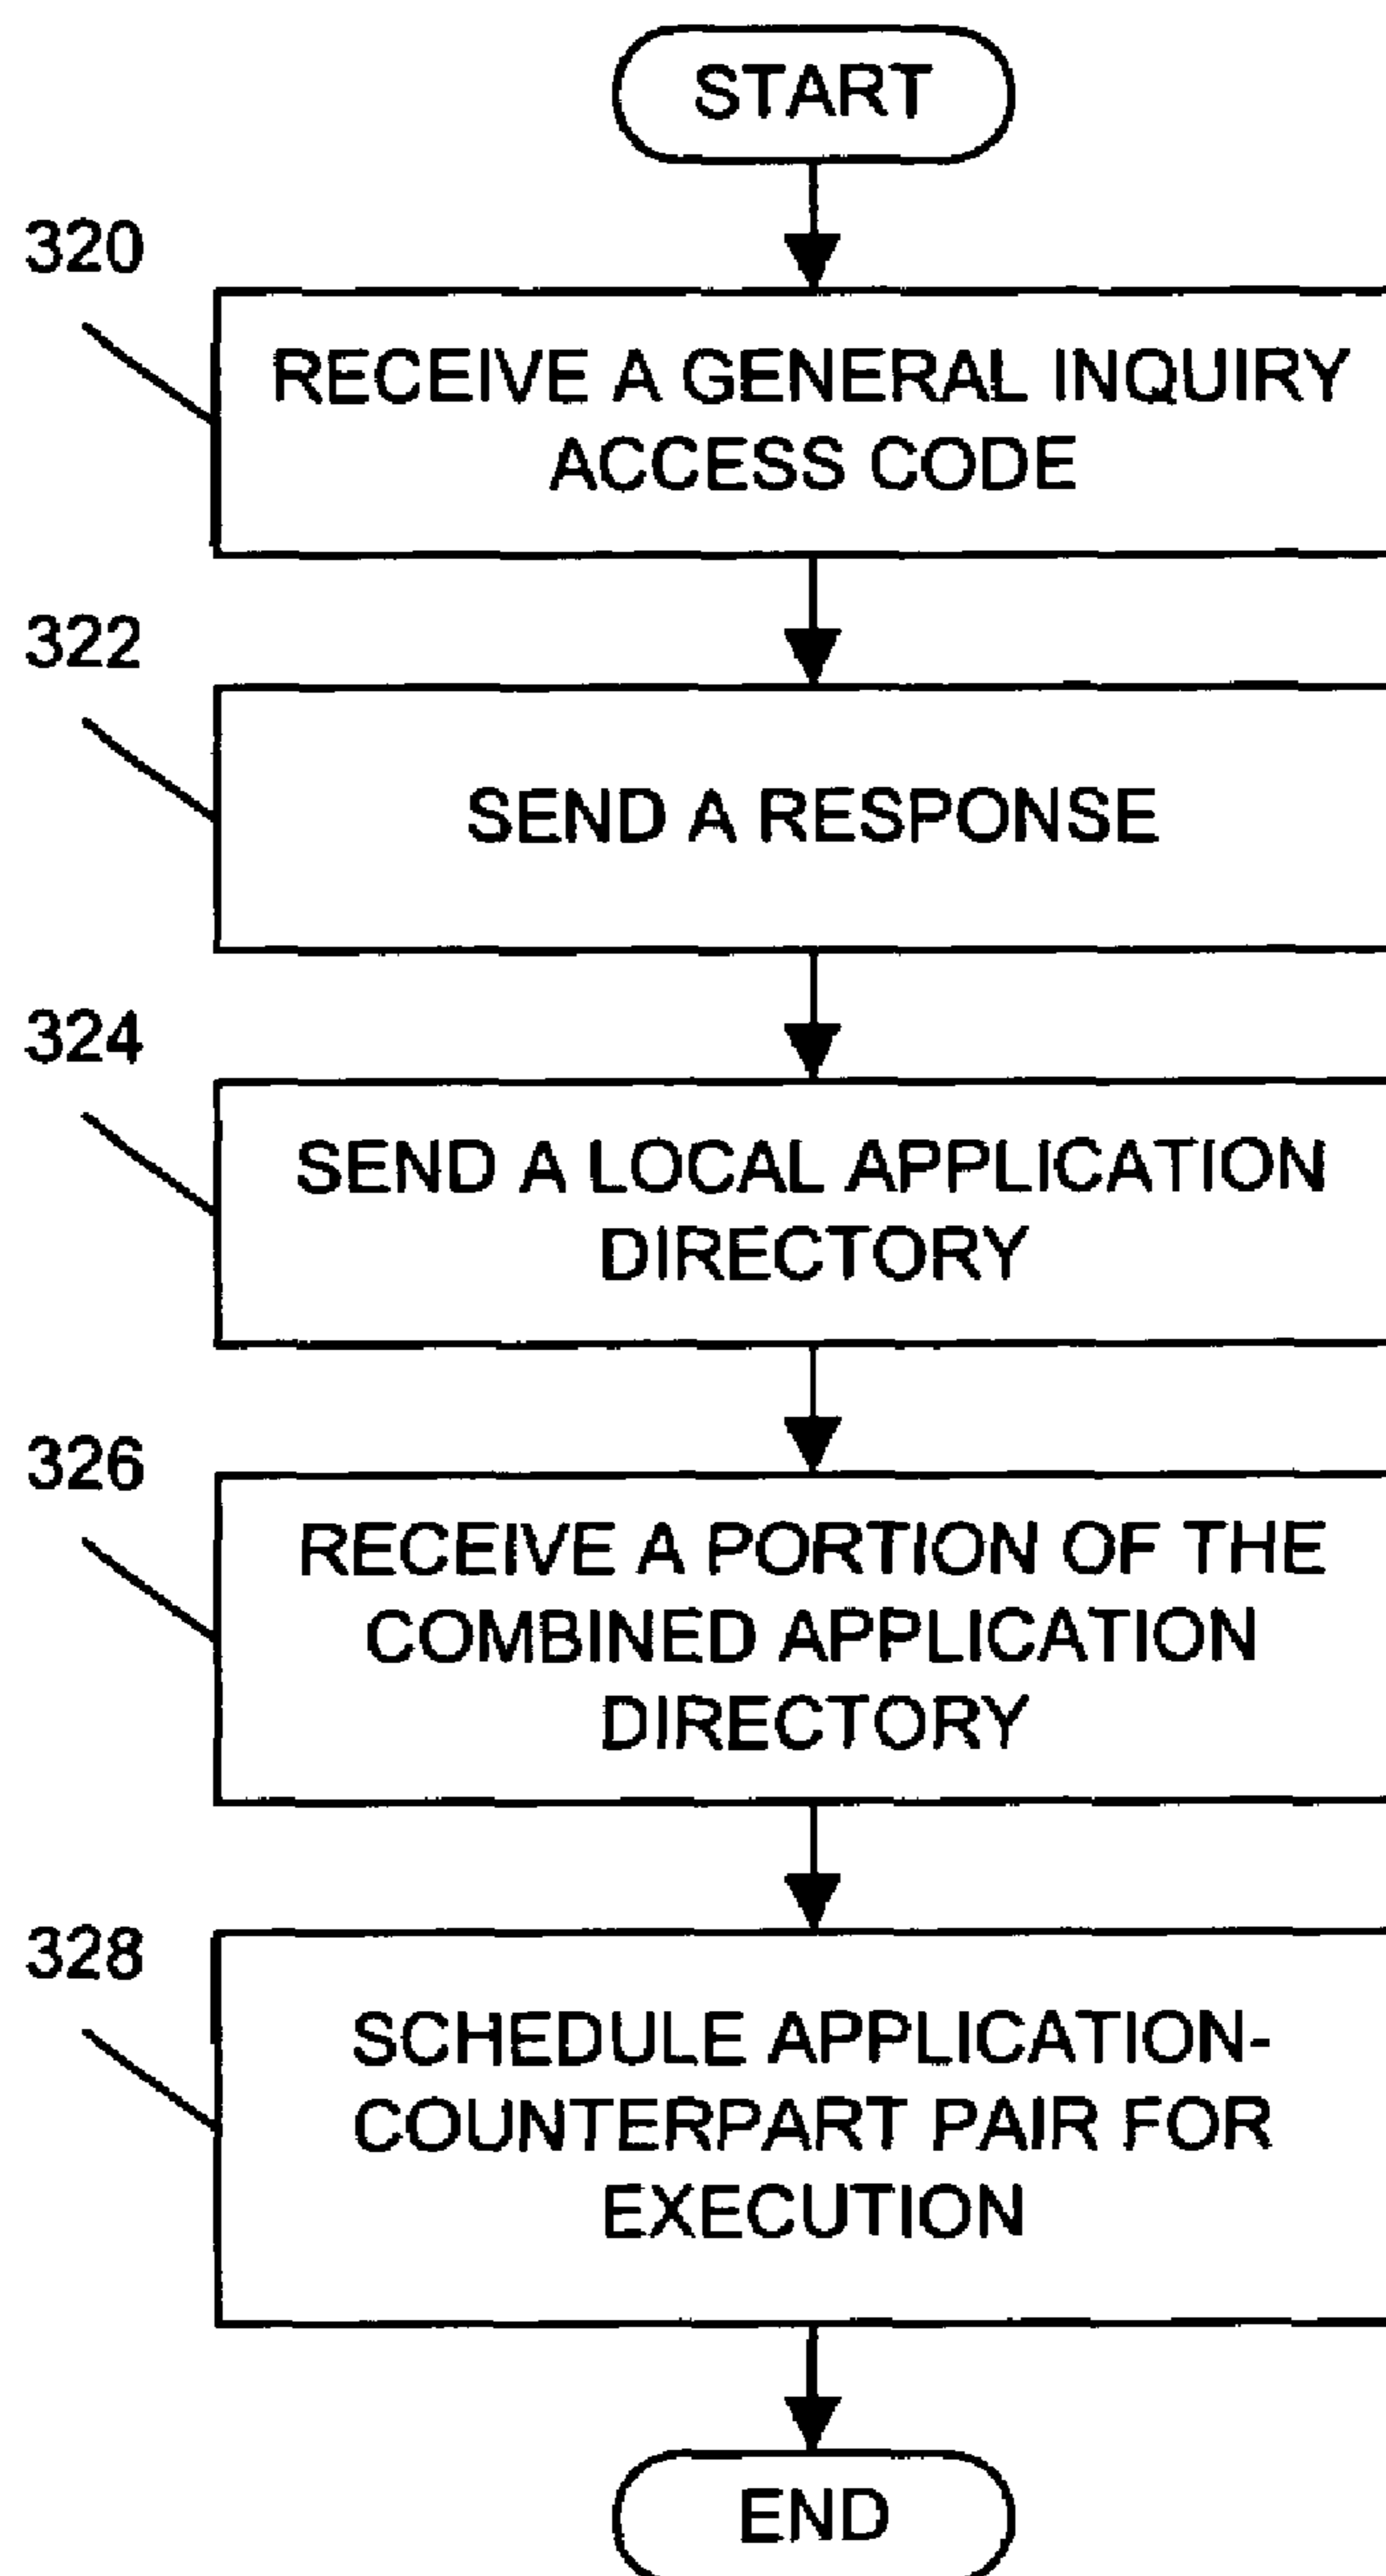 START
320
RECEIVE A GENERAL INQUIRY
ACCESS CODE
322
SEND A RESPONSE
324
SEND A LOCAL APPLICATION
DIRECTORY
326
RECEIVE A PORTION OF THE
COMBINED APPLICATION
DIRECTORY
328
SCHEDULE APPLICATION-
COUNTERPART PAIR FOR
EXECUTION
END